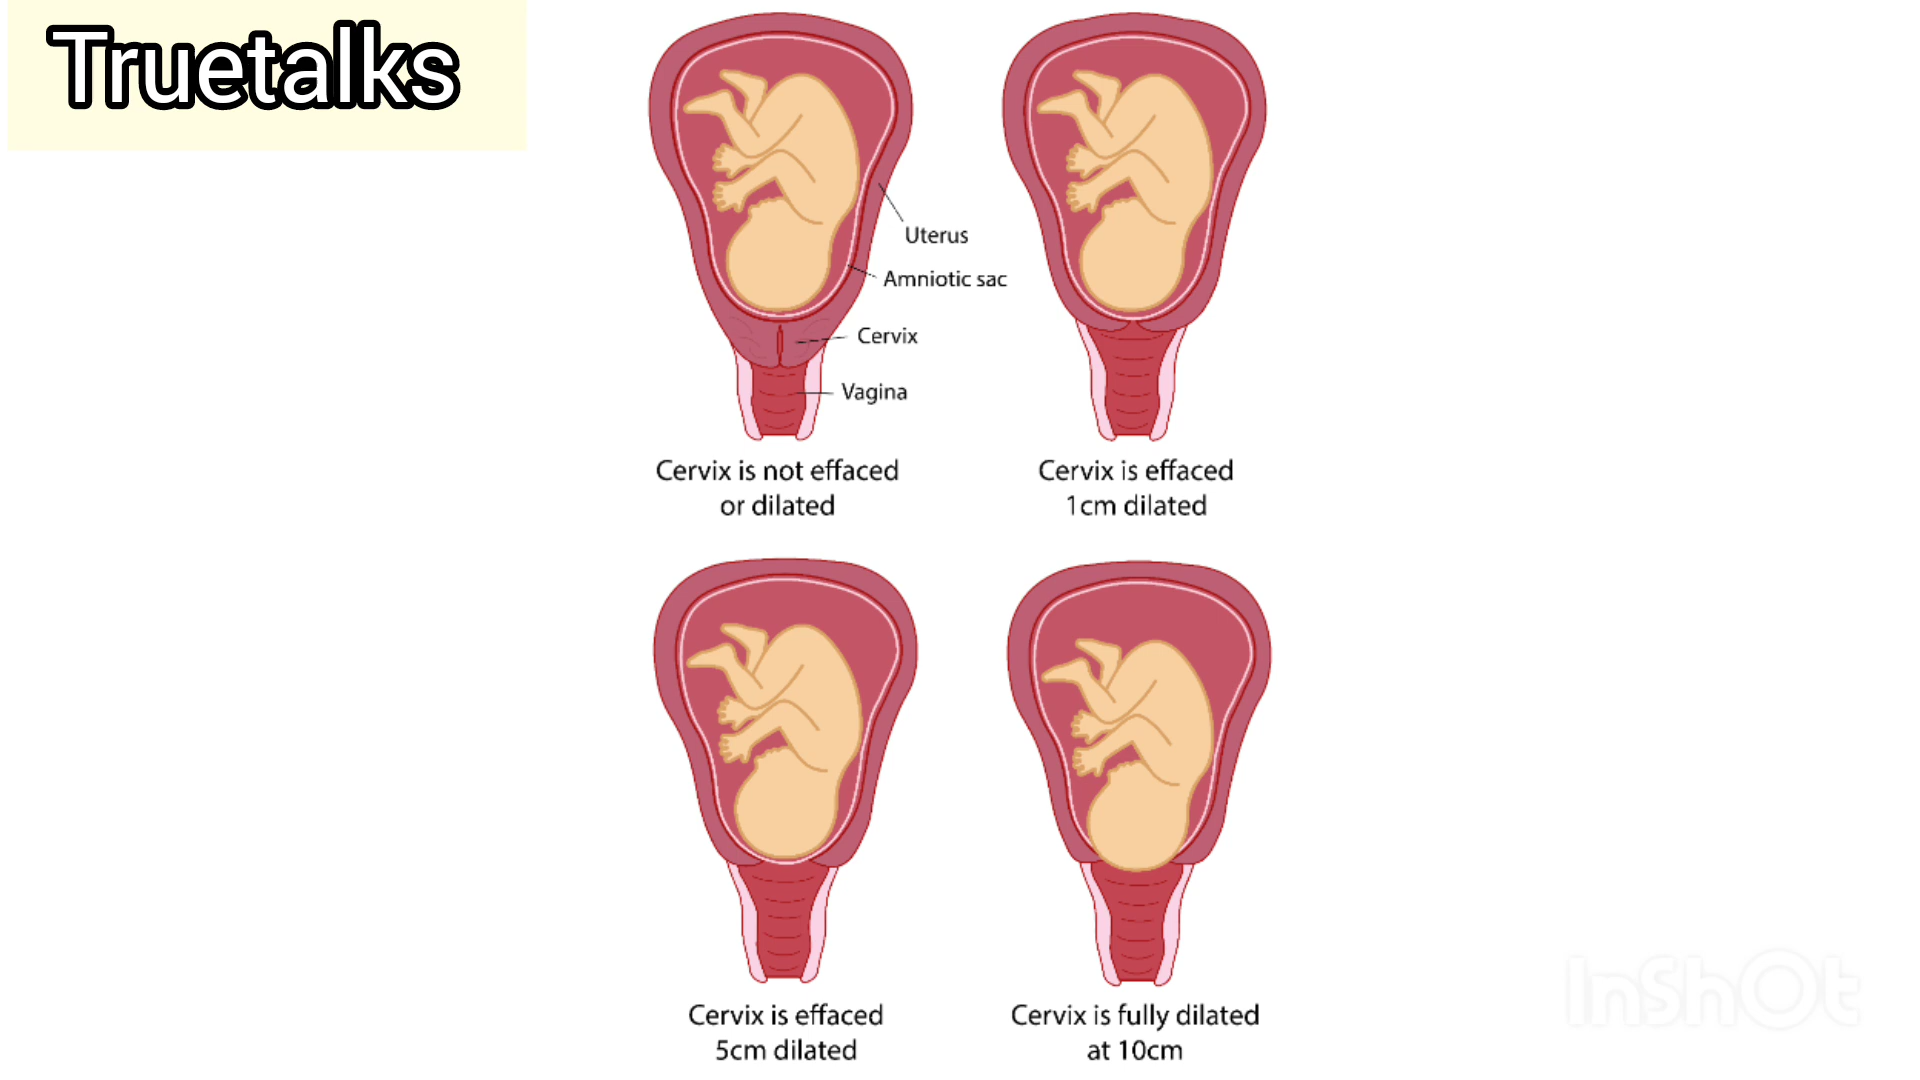 Truetalks
Uterus
Amniotic sac
Cervix
Vagina
Cervix is not effaced
or dilated
Cervix is effaced
1cm dilated
Cervix is effaced
5cm dilated
Cervix is fully dilated
at 10cm
InShOt